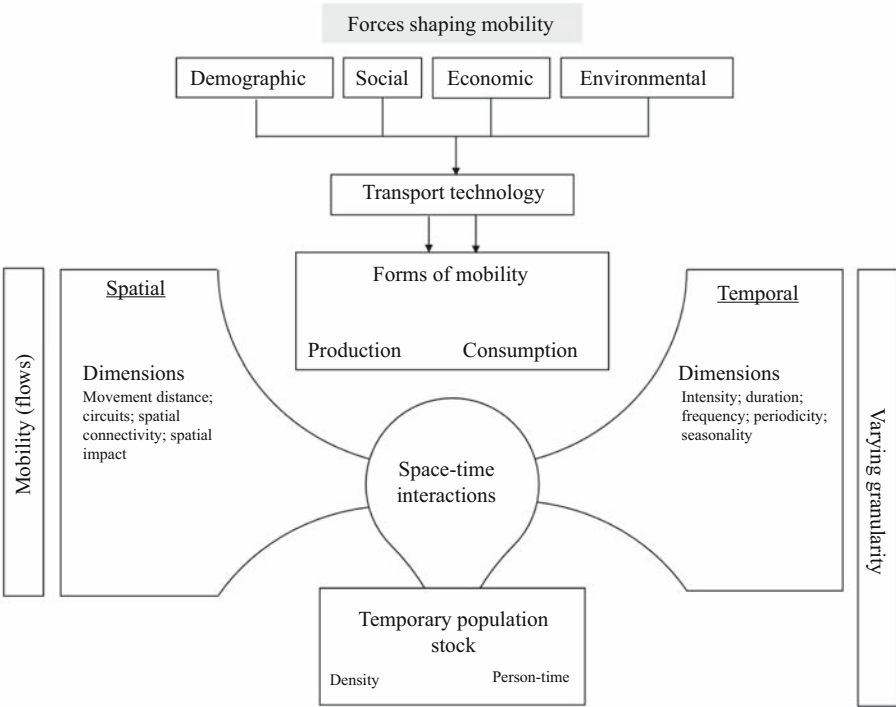 Forces shaping mobility
Demographic
Social
Economic
Environmental
Transport technology
Forms of mobility
Production
Consumption
Mobility (flows)
Spatial
Dimensions
Movement distance;
circuits; spatial
connectivity; spatial
impact
Space-time
interactions
Temporal
Dimensions
Intensity; duration;
frequency; periodicity;
seasonality
Varying granularity
Temporary population
stock
Density
Person-time